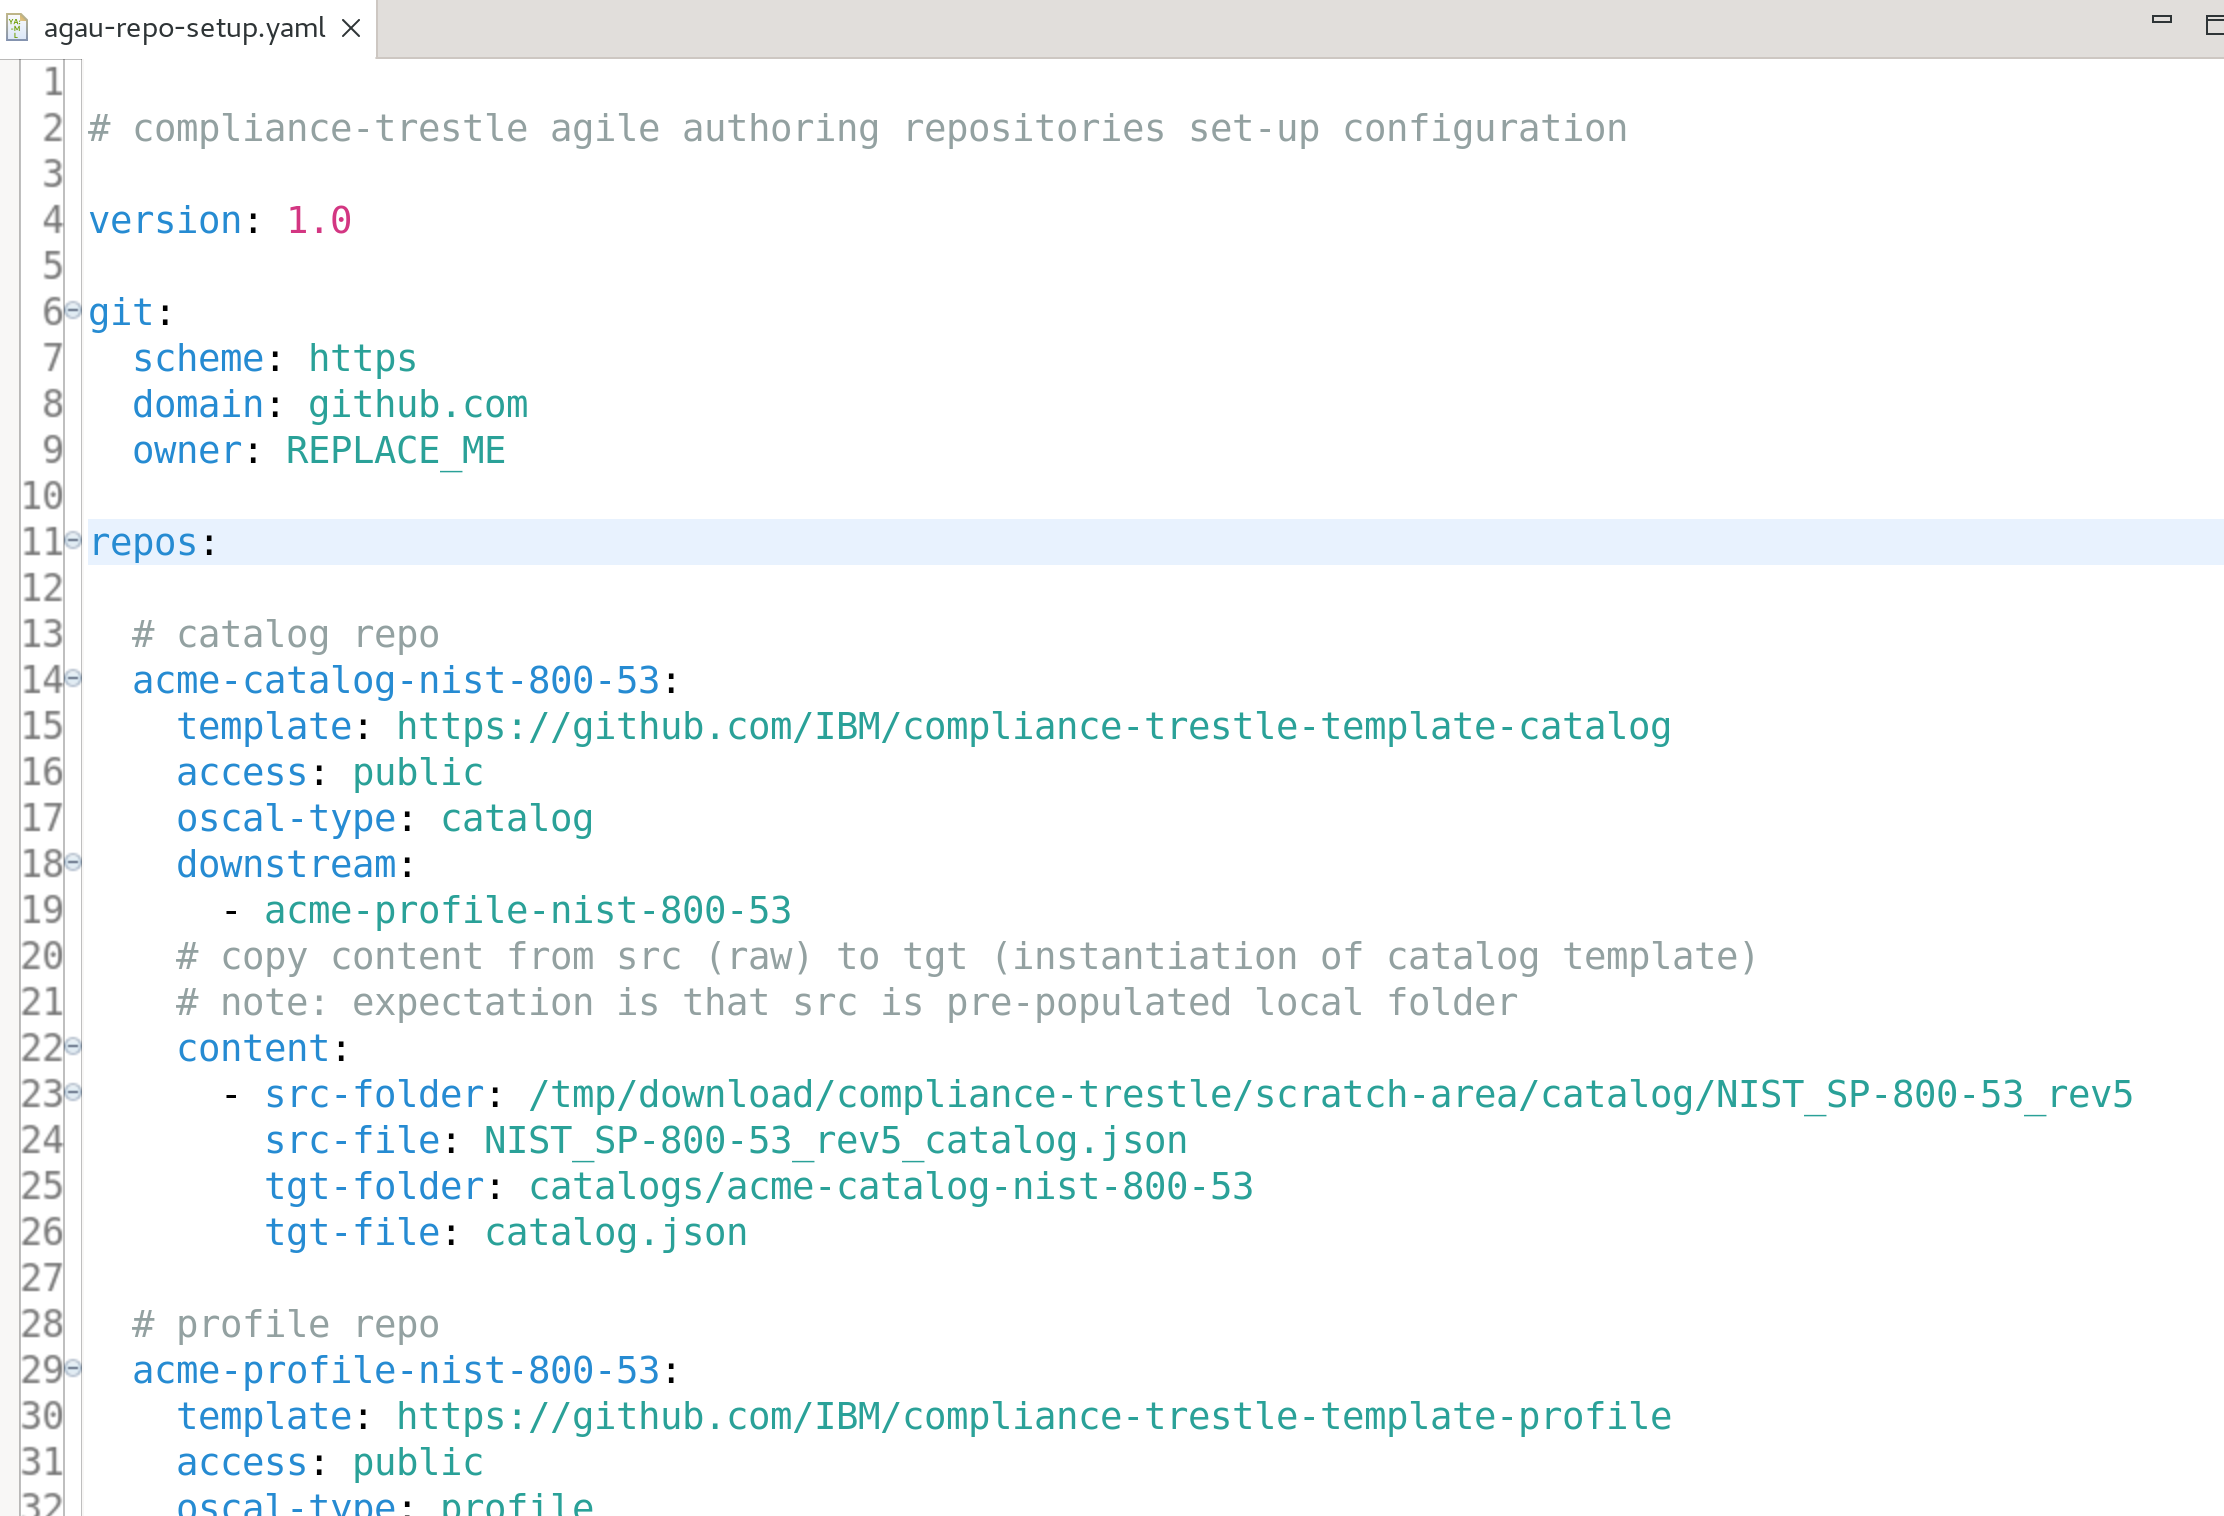 agau-repo-setup.yaml
1
2 # compliance-trestle agile authoring repositories set-up configuration
3
4 version: 1.0
5
6 git:
7   scheme: https
8   domain: github.com
9   owner: REPLACE_ME
10
11 repos:
12
13   # catalog repo
14   acme-catalog-nist-800-53:
15     template: https://github.com/IBM/compliance-trestle-template-catalog
16     access: public
17     oscal-type: catalog
18     downstream:
19       - acme-profile-nist-800-53
20     # copy content from src (raw) to tgt (instantiation of catalog template)
21     # note: expectation is that src is pre-populated local folder
22     content:
23       - src-folder: /tmp/download/compliance-trestle/scratch-area/catalog/NIST_SP-800-53_rev5
24         src-file: NIST_SP-800-53_rev5_catalog.json
25         tgt-folder: catalogs/acme-catalog-nist-800-53
26         tgt-file: catalog.json
27
28   # profile repo
29   acme-profile-nist-800-53:
30     template: https://github.com/IBM/compliance-trestle-template-profile
31     access: public
32     oscal-type: profile